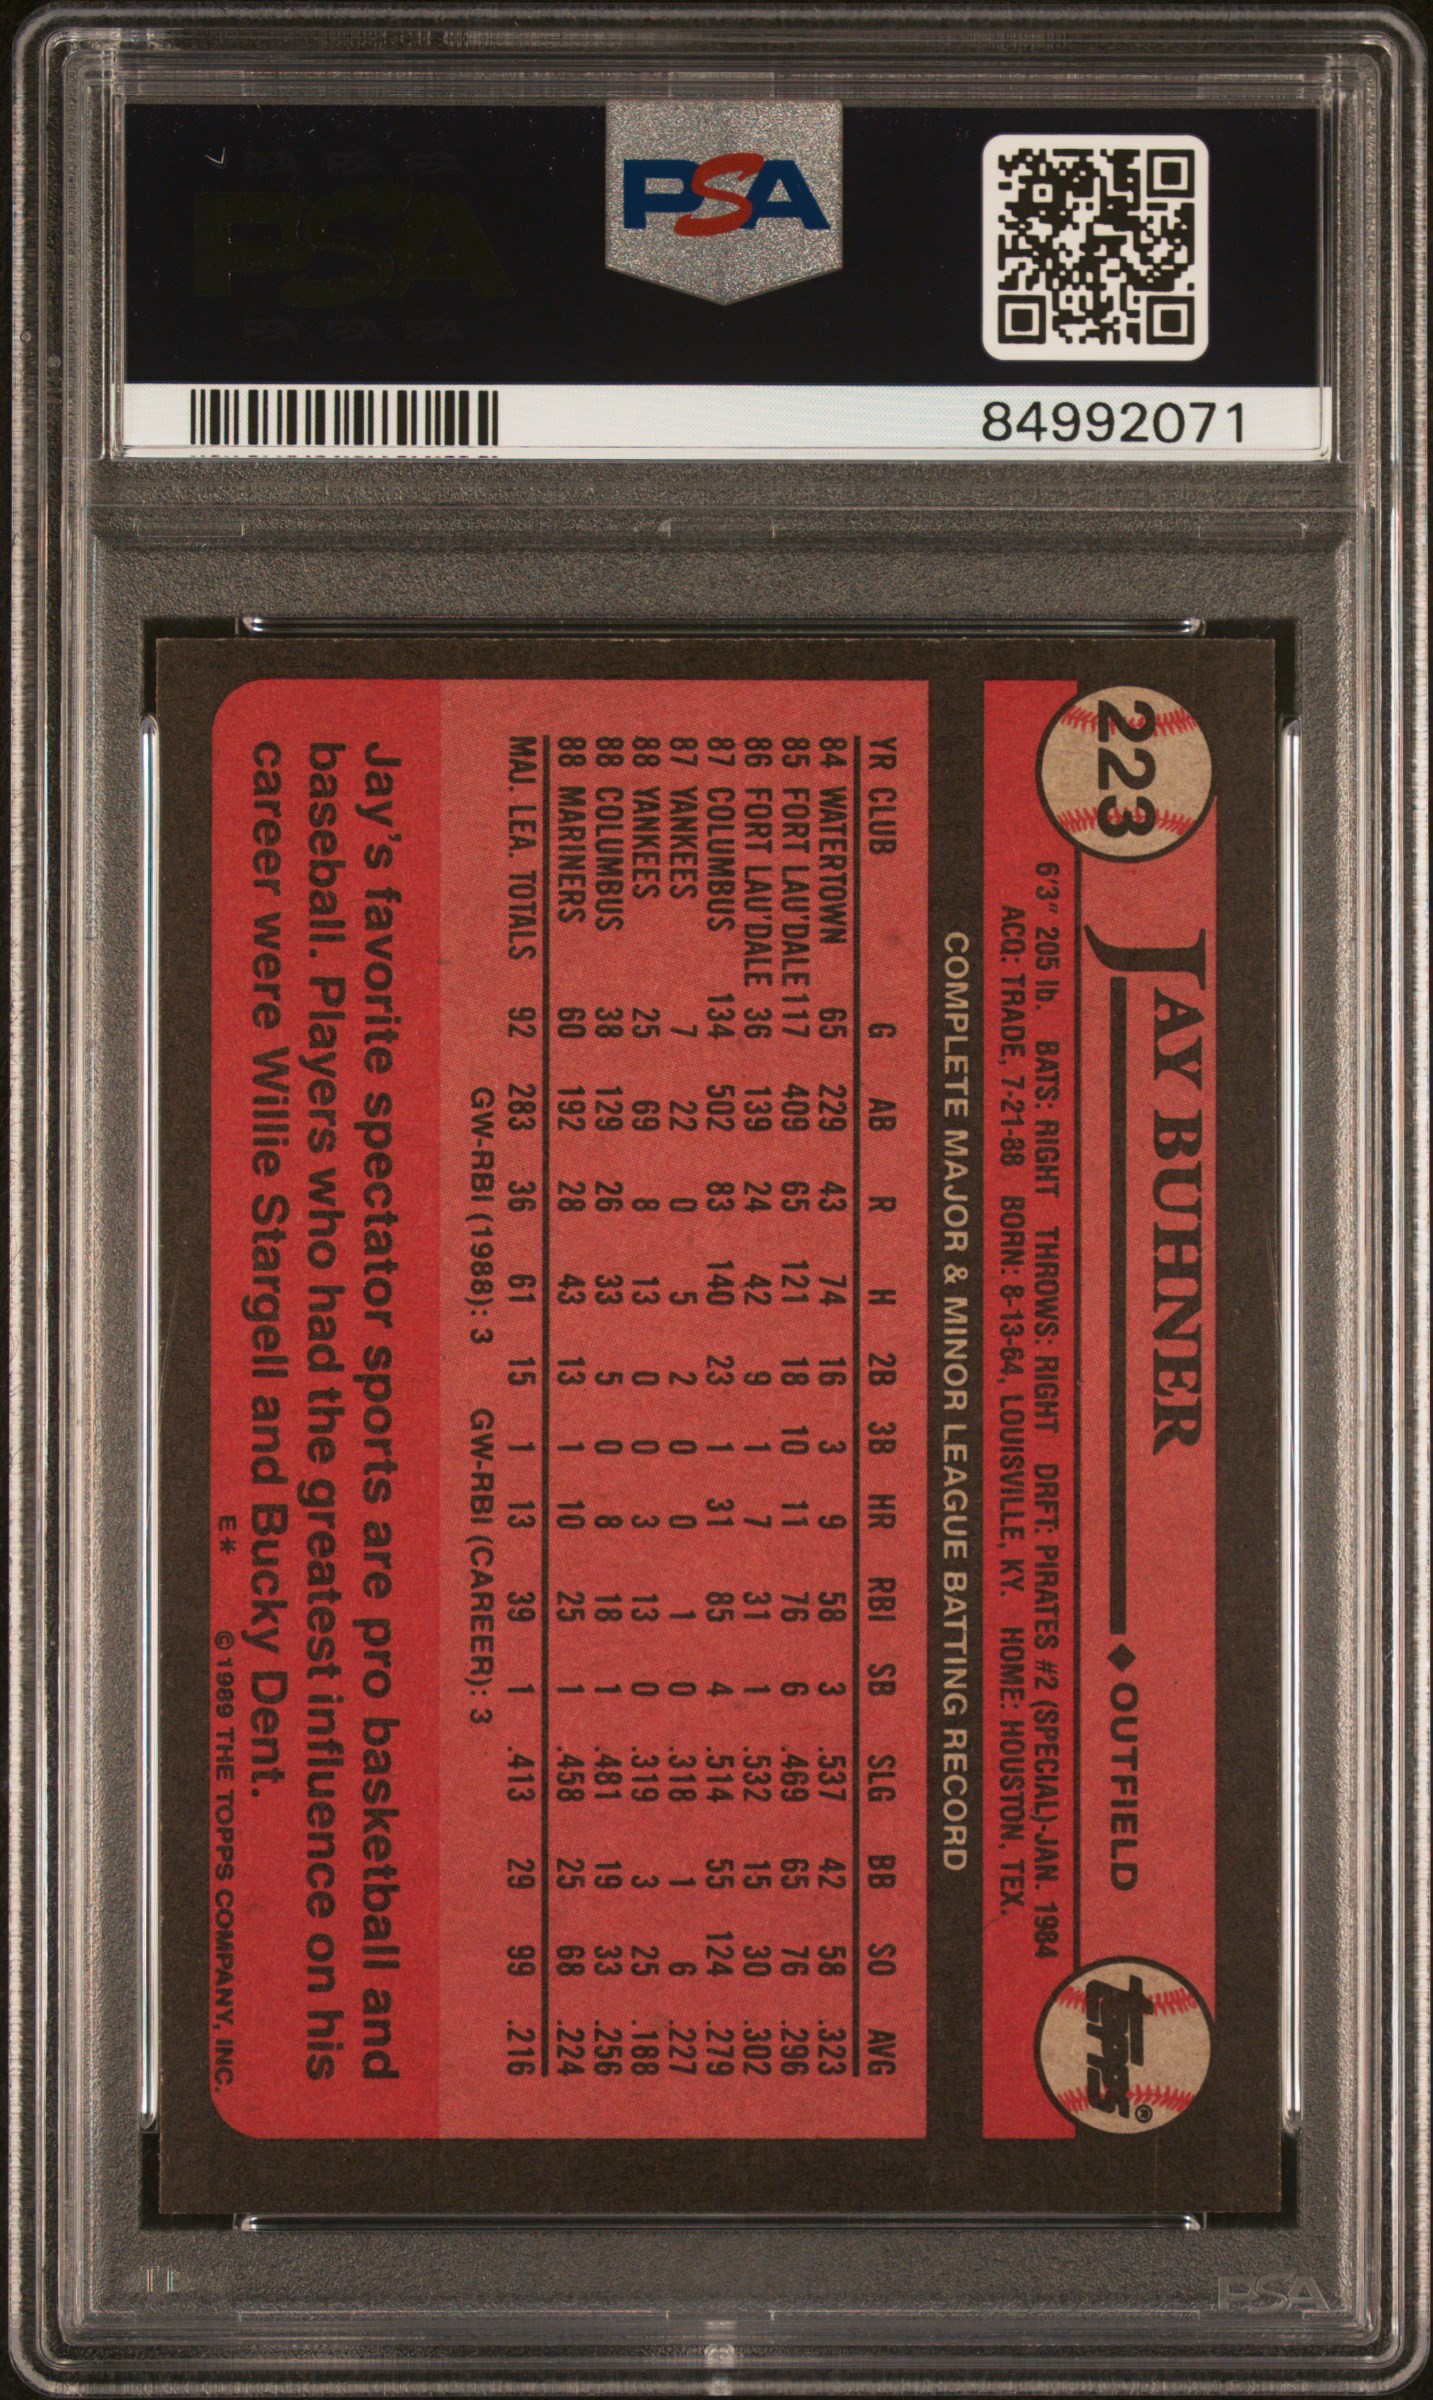 PSA
PSA PSA PSA
PSA
PSA PSA PSA
84992071
223
JAY BUHNER
◆OUTFIELD
TOPPS®
6'3" 205 lb. BATS: RIGHT THROWS: RIGHT DRFT: PIRATES #2 (SPECIAL)-JAN. 1984
ACQ: TRADE, 7-21-88 BORN: 8-13-64, LOUISVILLE, KY. HOME: HOUSTON, TEX.
COMPLETE MAJOR & MINOR LEAGUE BATTING RECORD
YR CLUB G AB R H 2B 3B HR RBI SB SLG BB SO AVG
84 WATERTOWN 65 229 43 74 16 3 9 58 3 .537 42 58 .323
85 FORT LAU'DALE 117 409 65 121 18 10 11 76 6 .469 65 76 .296
86 FORT LAU'DALE 36 139 24 42 9 1 7 31 1 .532 15 30 .302
87 COLUMBUS 134 502 83 140 23 1 31 85 4 .514 55 124 .279
87 YANKEES 7 22 0 5 2 0 0 1 0 .318 1 6 .227
88 YANKEES 25 69 8 13 0 0 3 13 0 .319 3 25 .188
88 COLUMBUS 38 129 26 33 5 0 8 18 1 .481 19 33 .256
88 MARINERS 60 192 28 43 13 1 10 25 1 .458 25 68 .224
MAJ. LEA. TOTALS 92 283 36 61 15 1 13 39 1 .413 29 99 .216
GW-RBI (1988): 3 GW-RBI (CAREER): 3
Jay's favorite spectator sports are pro basketball and
baseball. Players who had the greatest influence on his
career were Willie Stargell and Bucky Dent.
E* ©1989 THE TOPPS COMPANY, INC.
PSA